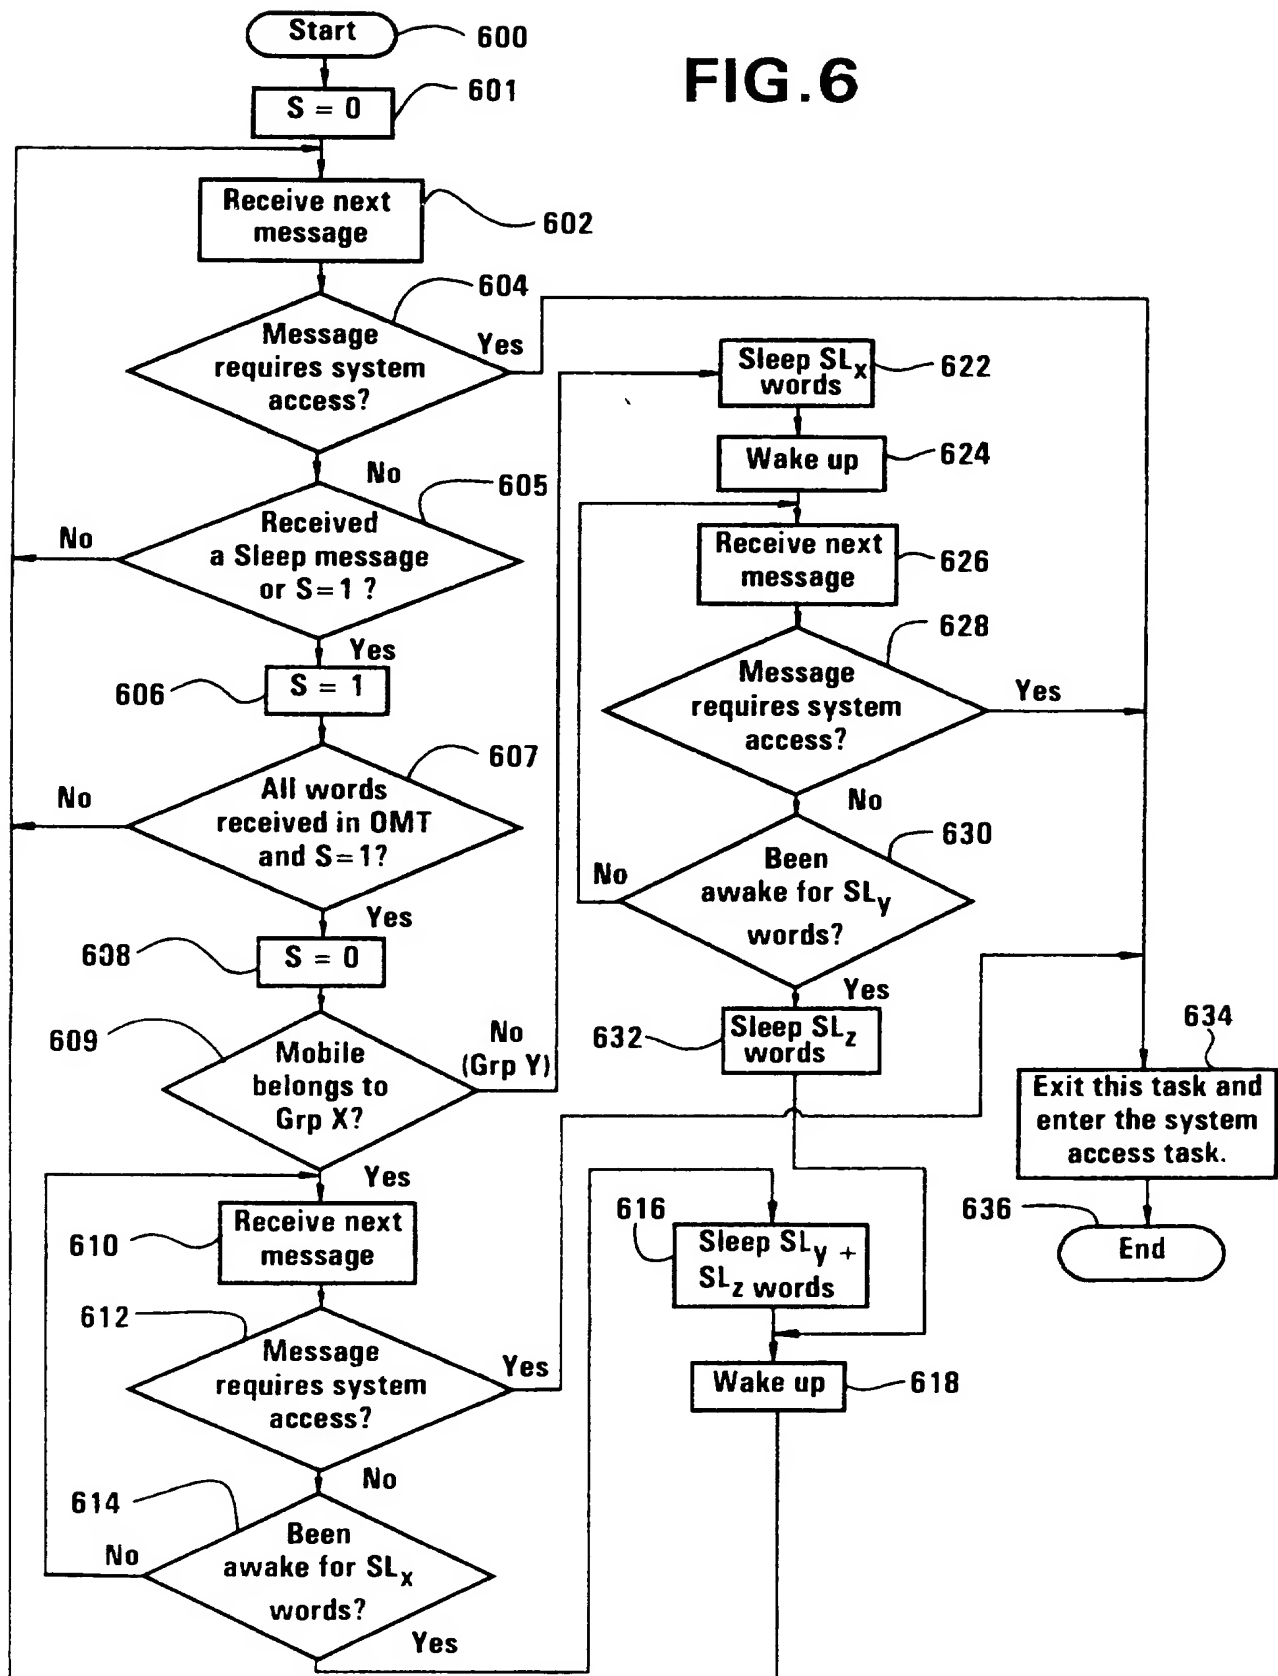 FIG.6
Start
600
S = 0
601
Receive next
message
602
Message
requires system
access?
604
Yes
No
Received
a Sleep message
or S=1 ?
605
No
Yes
S = 1
606
All words
received in OMT
and S=1?
607
No
Yes
S = 0
608
Mobile
belongs to
Grp X?
609
No
(Grp Y)
Yes
Receive next
message
610
Message
requires system
access?
612
Yes
No
Been
awake for SLx
words?
614
No
Yes
Sleep SLx
words
622
Wake up
624
Receive next
message
626
Message
requires system
access?
628
Yes
No
Been
awake for SLy
words?
630
No
Yes
Sleep SLz
words
632
Sleep SLy +
SLz words
616
Wake up
618
Exit this task and
enter the system
access task.
634
End
636